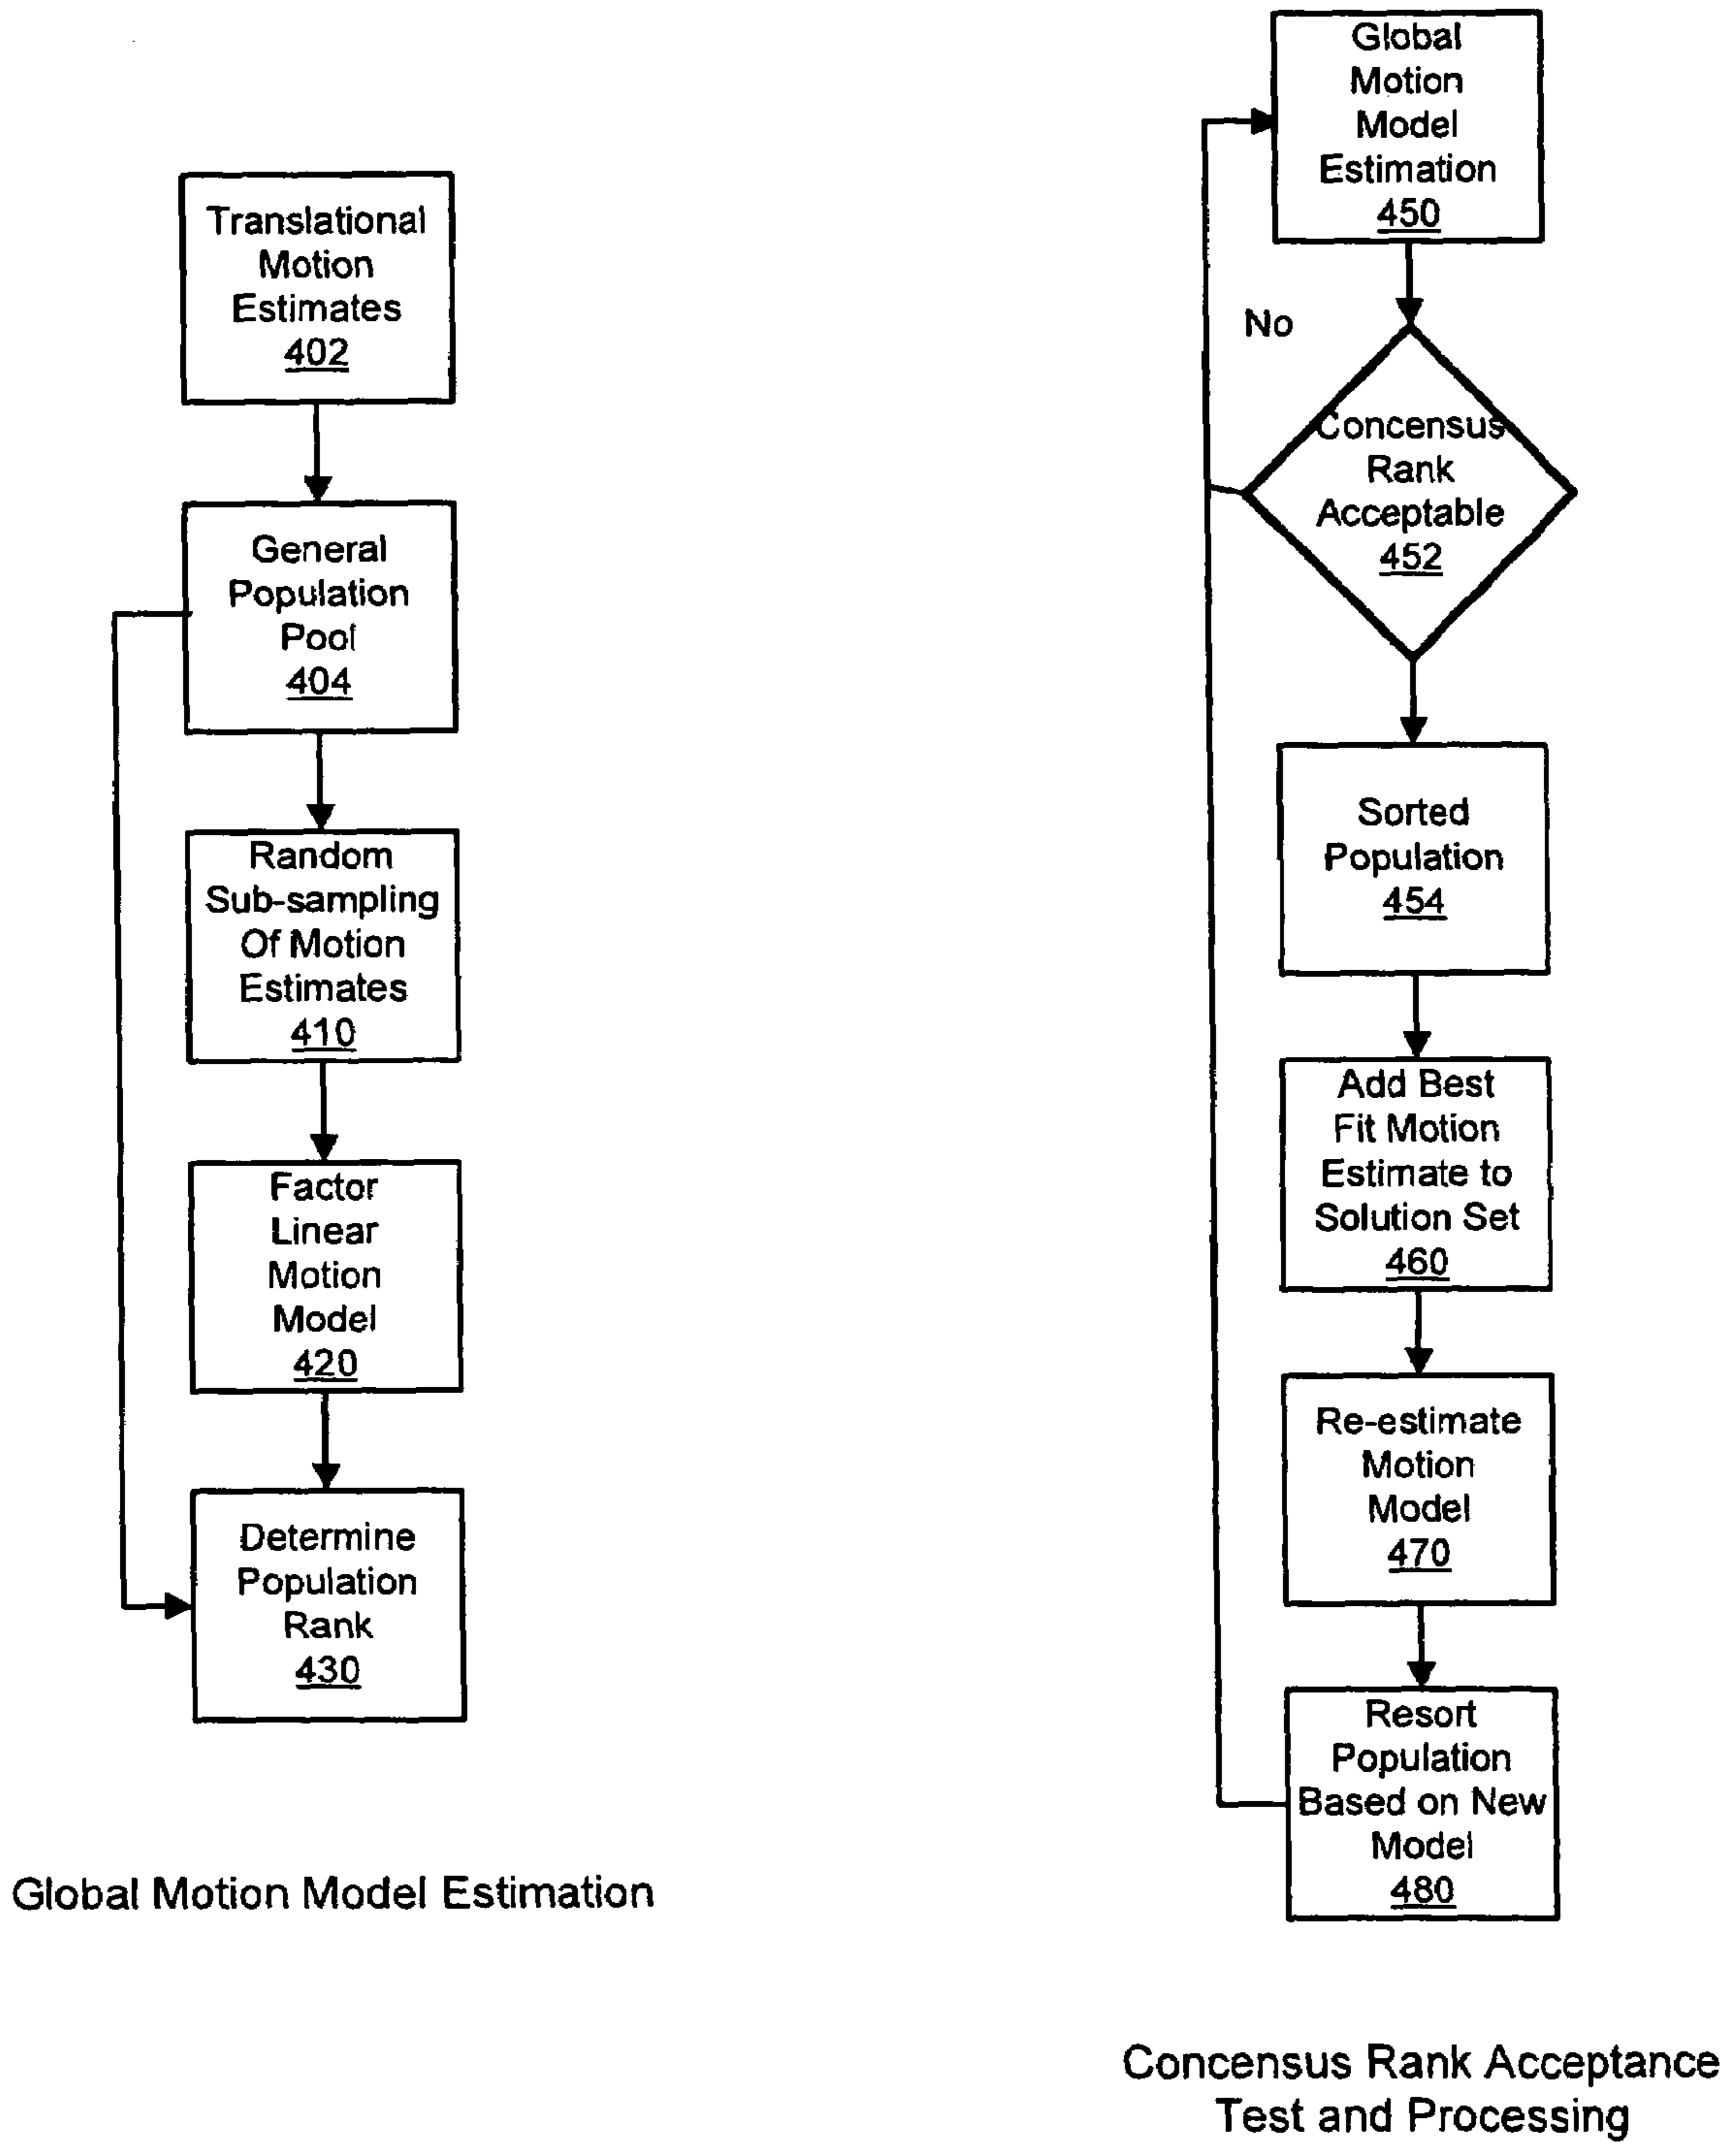 Translational
Motion
Estimates
402
General
Population
Pool
404
Random
Sub-sampling
Of Motion
Estimates
410
Factor
Linear
Motion
Model
420
Determine
Population
Rank
430
Global Motion Model Estimation
Global
Motion
Model
Estimation
450
No
Concensus
Rank
Acceptable
452
Sorted
Population
454
Add Best
Fit Motion
Estimate to
Solution Set
460
Re-estimate
Motion
Model
470
Resort
Population
Based on New
Model
480
Concensus Rank Acceptance
Test and Processing